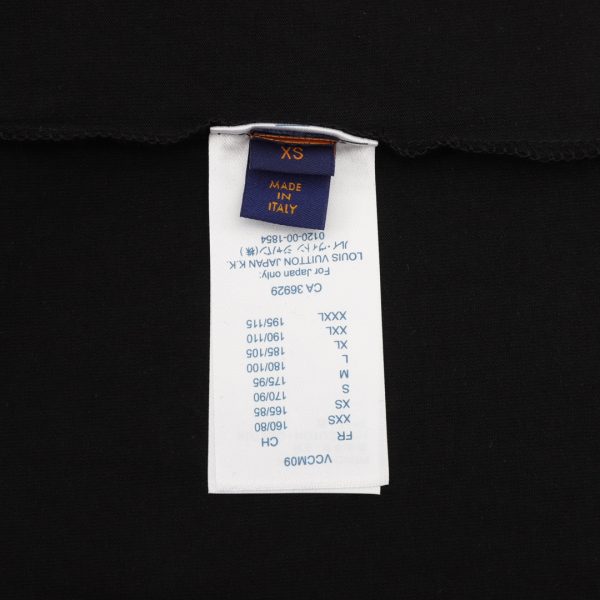 XS
MADE
IN
ITALY
VCCM09
FR CH
XXS 160/80
XS 165/85
S 170/90
M 175/95
L 180/100
XL 185/105
XXL 190/110
XXXL 195/115
CA 36929
For Japan only:
LOUIS VUITTON JAPAN K.K.
ルイ・ヴィトン ジャパン(株)
0120-00-1854